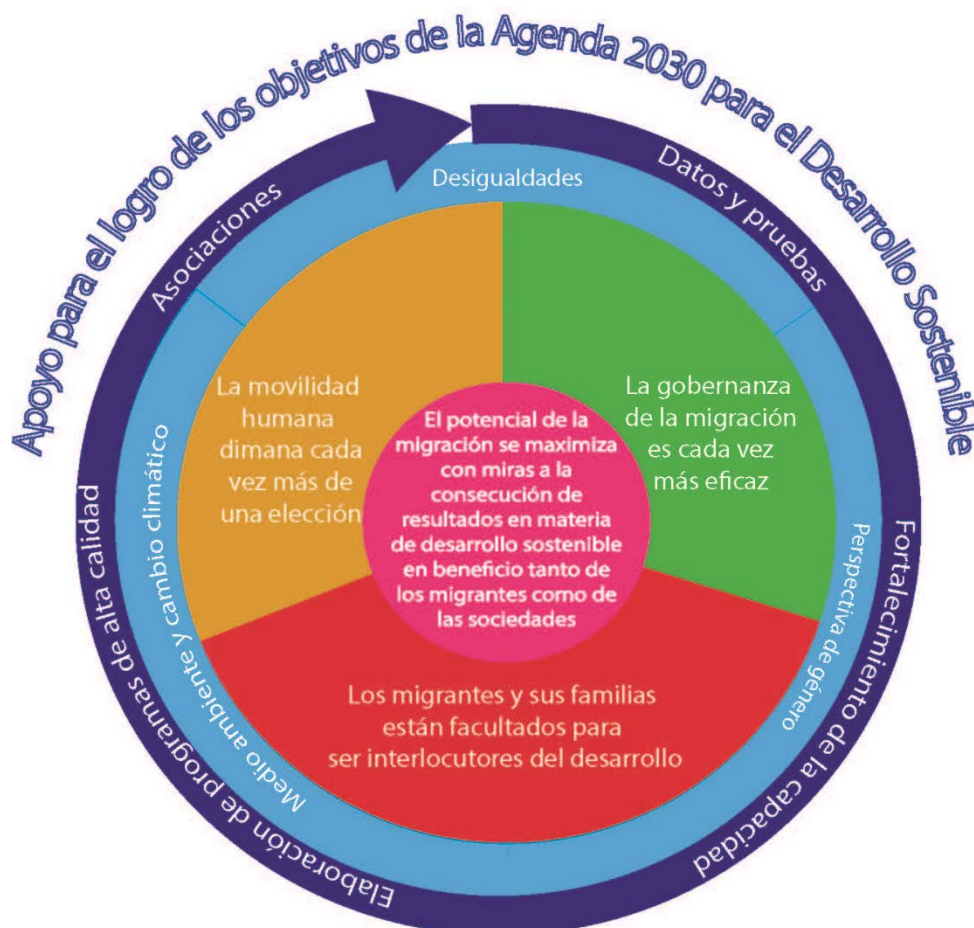 Apoyo para el logro de los objetivos de la Agenda 2030 para el Desarrollo Sostenible
Asociaciones
Datos y pruebas
Fortalecimiento de la capacidad
Elaboración de programas de alta calidad
Desigualdades
Perspectiva de género
Medio ambiente y cambio climático
La movilidad
humana
dimana cada
vez más de
una elección
La gobernanza
de la migración
es cada vez
más eficaz
El potencial de la
migración se maximiza
con miras a la
consecución de
resultados en materia
de desarrollo sostenible
en beneficio tanto de
los migrantes como de
las sociedades
Los migrantes y sus familias
están facultados para
ser interlocutores del desarrollo